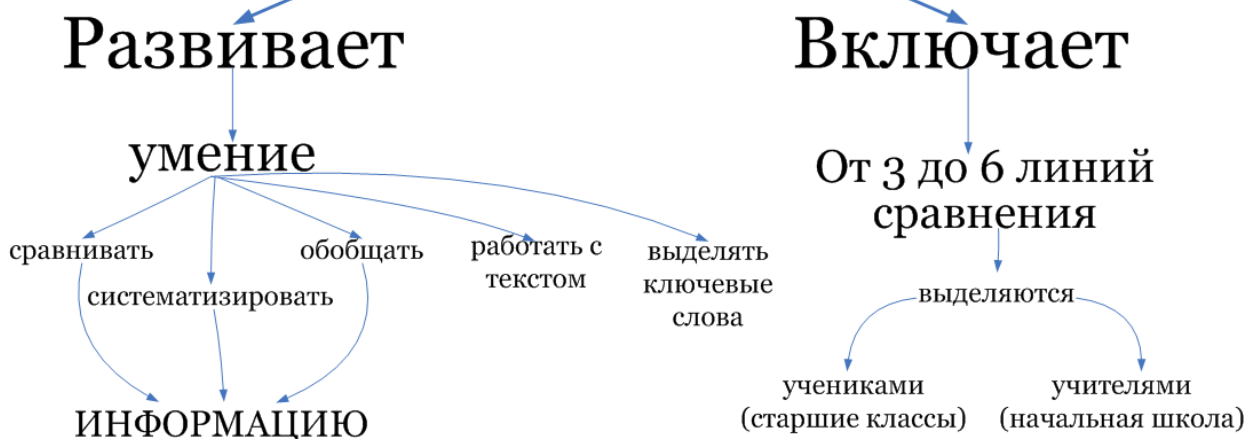 Развивает
Включает
умение
От 3 до 6 линий
сравнения
сравнивать
обобщать
работать с
текстом
выделять
ключевые
слова
систематизировать
выделяются
ИНФОРМАЦИЮ
учениками
(старшие классы)
учителями
(начальная школа)